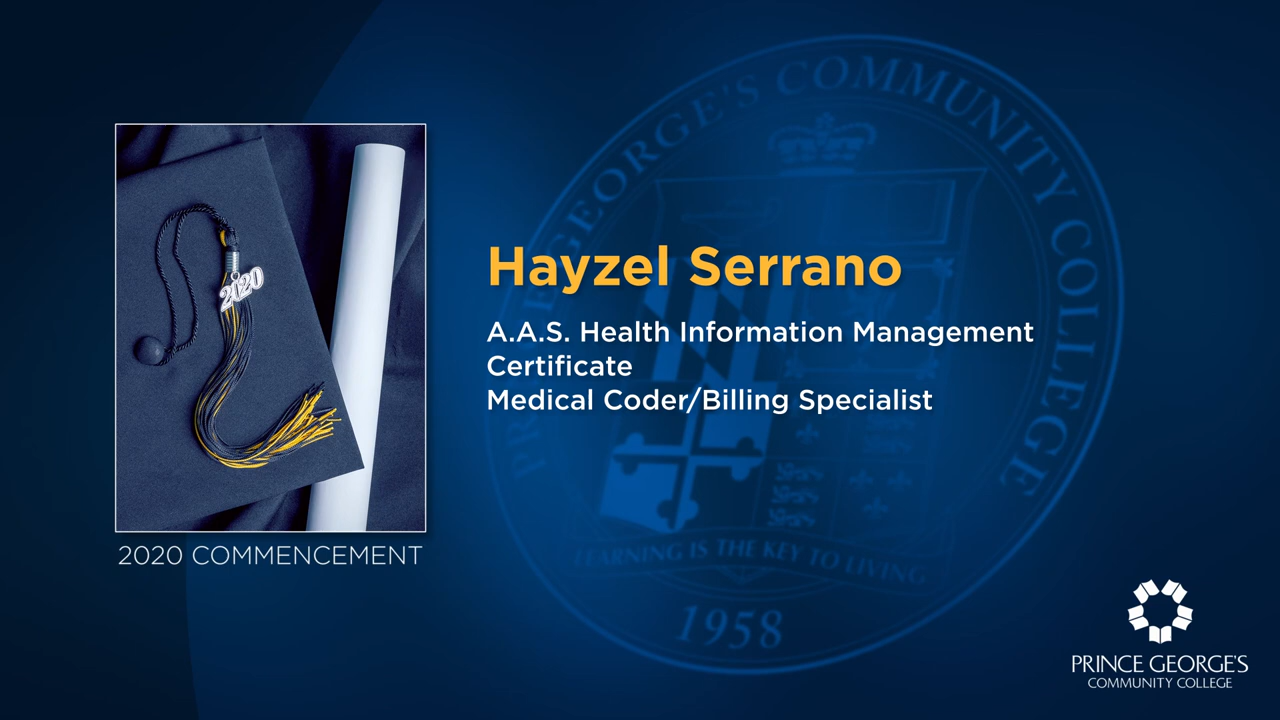 PRINCE GEORGE'S COMMUNITY COLLEGE
2020
Hayzel Serrano
A.A.S. Health Information Management
Certificate
Medical Coder/Billing Specialist
LEARNING IS THE KEY TO LIVING
2020 COMMENCEMENT
1958
PRINCE GEORGE'S
COMMUNITY COLLEGE